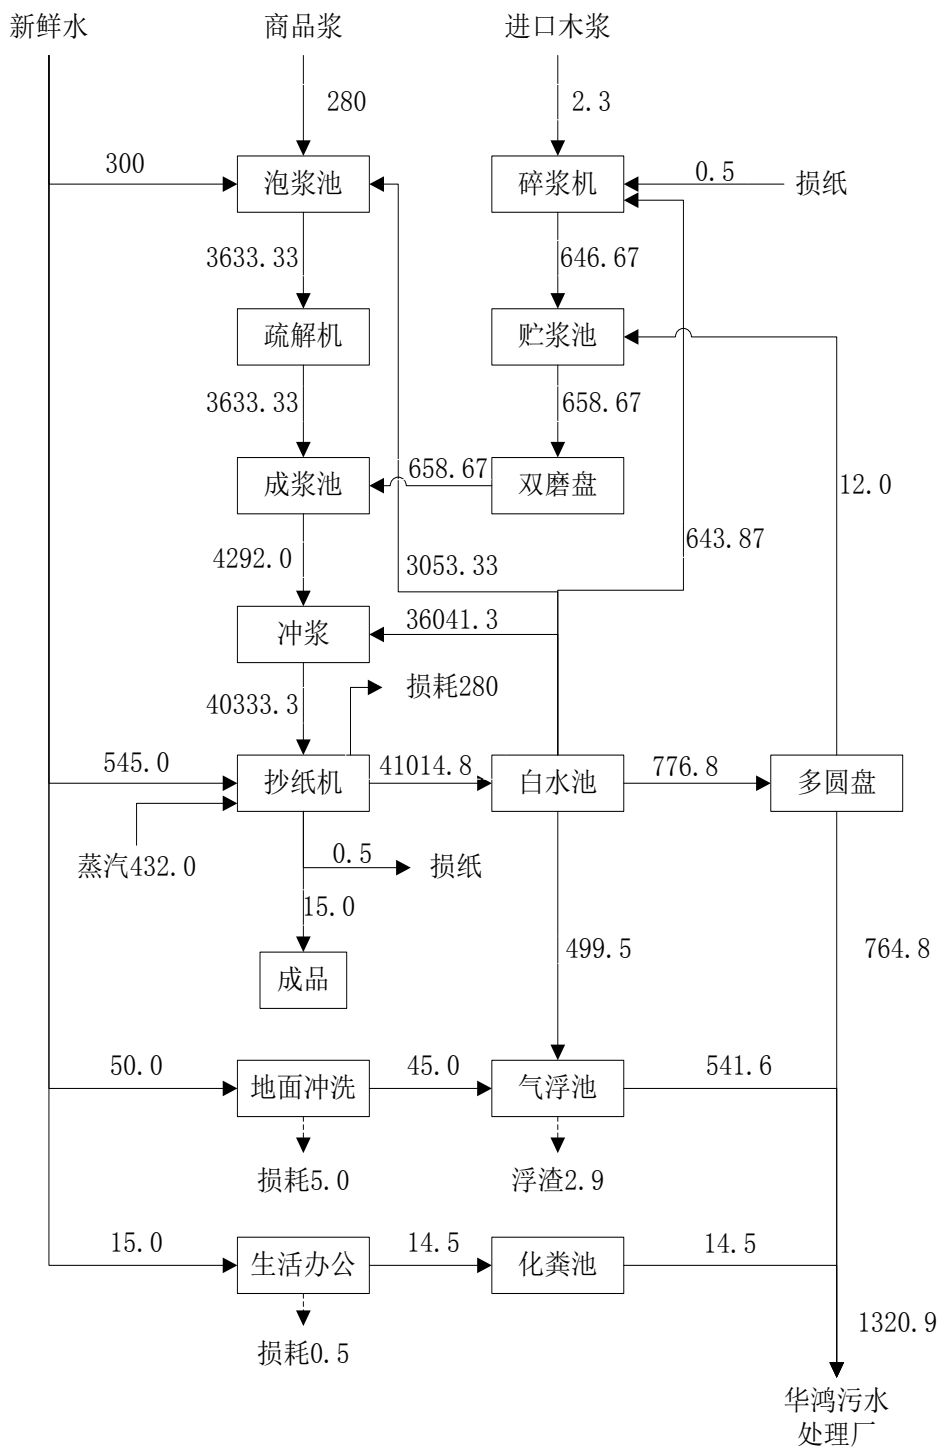 新鲜水
商品浆
进口木浆
280
2.3
300
泡浆池
碎浆机
0.5
损纸
3633.33
646.67
疏解机
贮浆池
3633.33
658.67
成浆池
658.67
双磨盘
12.0
4292.0
3053.33
643.87
冲浆
36041.3
40333.3
损耗280
545.0
抄纸机
41014.8
白水池
776.8
多圆盘
蒸汽432.0
0.5
损纸
15.0
成品
499.5
764.8
50.0
地面冲洗
45.0
气浮池
541.6
损耗5.0
浮渣2.9
15.0
生活办公
14.5
化粪池
14.5
损耗0.5
1320.9
华鸿污水
处理厂